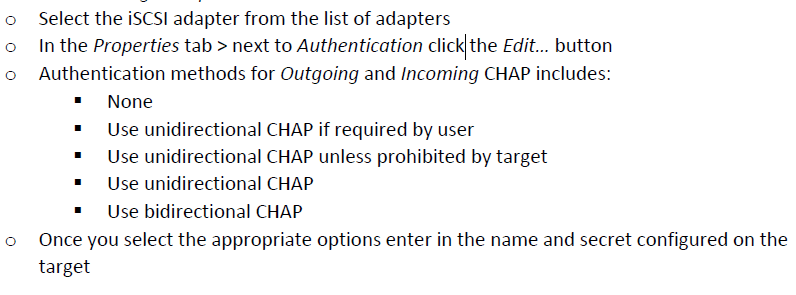 o Select the iSCSI adapter from the list of adapters
o In the Properties tab > next to Authentication click the Edit... button
o Authentication methods for Outgoing and Incoming CHAP includes:
▪ None
▪ Use unidirectional CHAP if required by user
▪ Use unidirectional CHAP unless prohibited by target
▪ Use unidirectional CHAP
▪ Use bidirectional CHAP
o Once you select the appropriate options enter in the name and secret configured on the
target